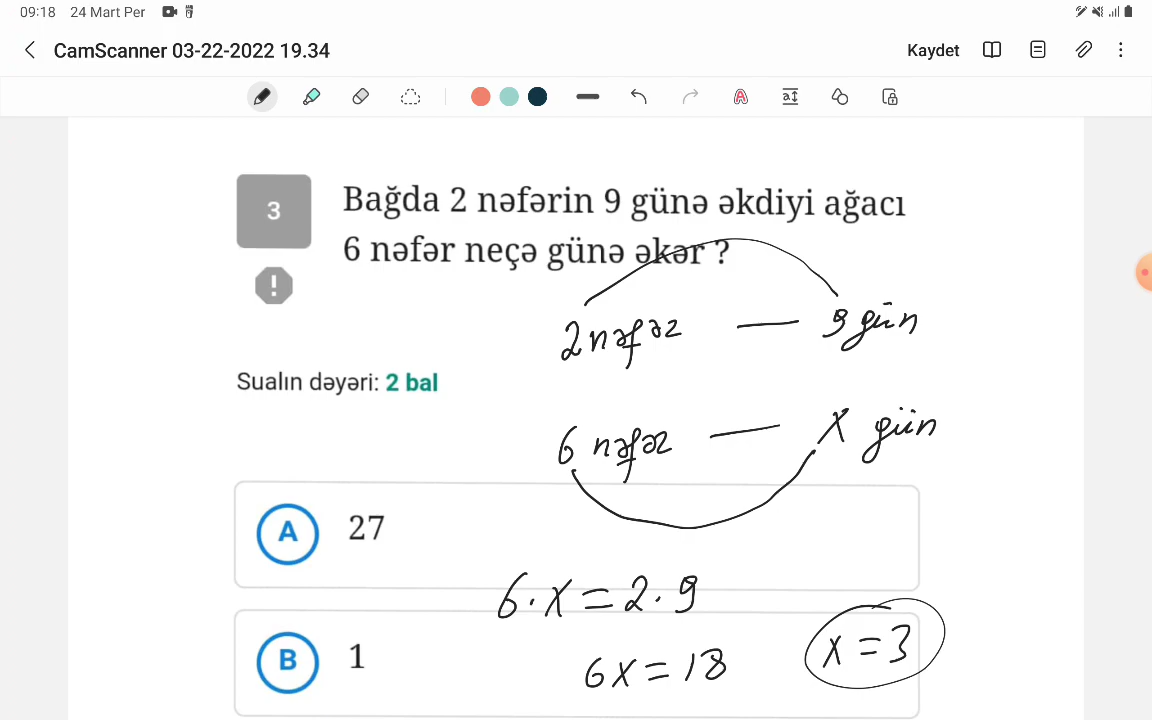 09:18 24 Mart Per
CamScanner 03-22-2022 19.34
Kaydet
3
Bağda 2 nəfərin 9 günə əkdiyi ağacı
6 nəfər neçə günə əkər ?
2 nəfər — 9 gün
Sualın dəyəri: 2 bal
6 nəfər — x gün
A 27
6·x=2·9
B 1
6x=18
x=3